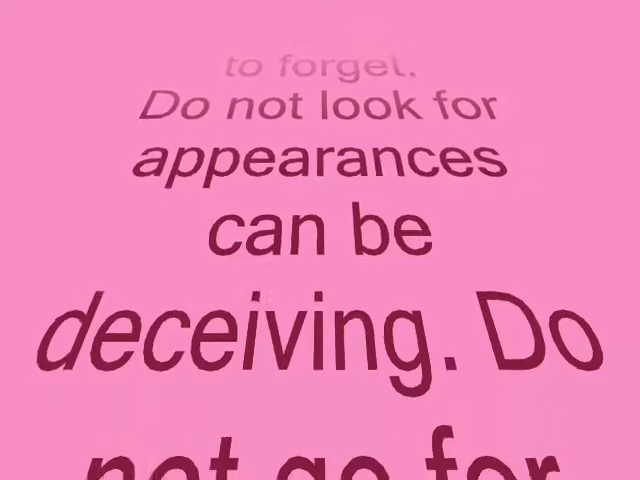 to forget.
Do not look for
appearances
can be
deceiving. Do
not go for